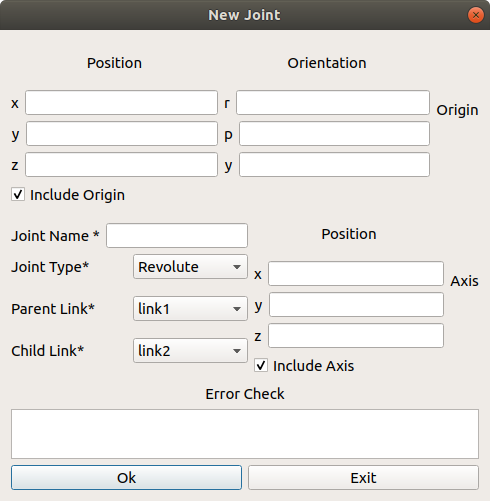 New Joint
Position Orientation
x r
Origin
y p
z y
Include Origin
Joint Name *
Position
Joint Type* Revolute
x
Axis
Parent Link* link1
y
z
Child Link* link2
Include Axis
Error Check
Ok Exit